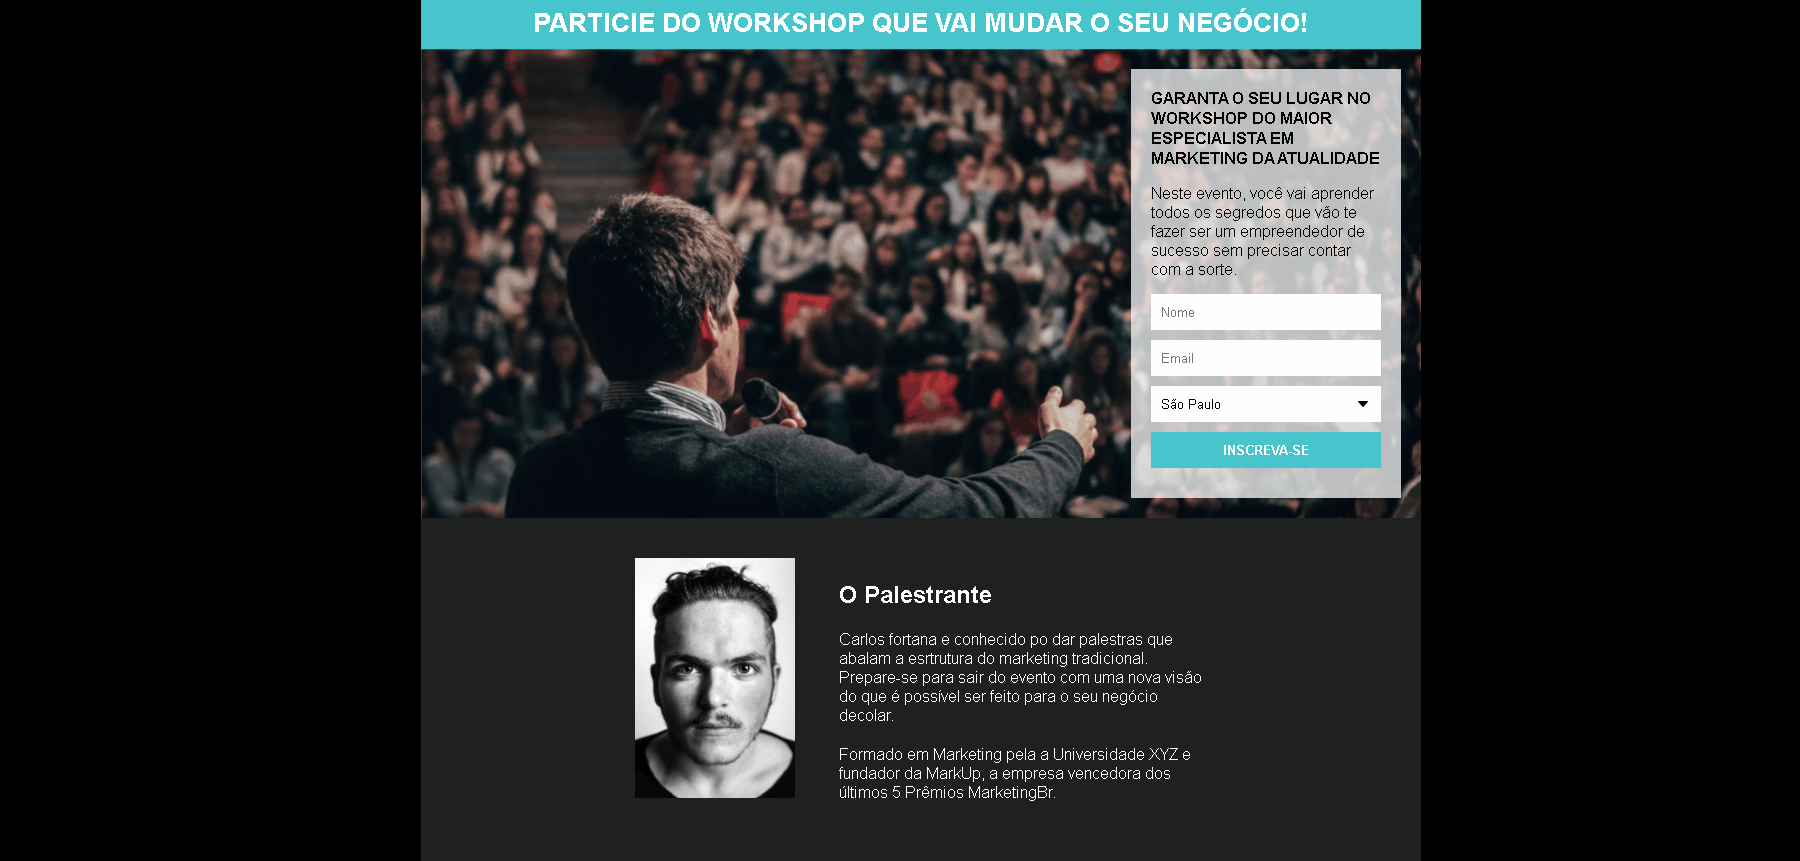 PARTICIE DO WORKSHOP QUE VAI MUDAR O SEU NEGÓCIO!
GARANTA O SEU LUGAR NO
WORKSHOP DO MAIOR
ESPECIALISTA EM
MARKETING DA ATUALIDADE
Neste evento, você vai aprender
todos os segredos que vão te
fazer ser um empreendedor de
sucesso sem precisar contar
com a sorte.
Nome
Email
São Paulo
INSCREVA-SE
O Palestrante
Carlos fortana e conhecido po dar palestras que
abalam a esrtrutura do marketing tradicional.
Prepare-se para sair do evento com uma nova visão
do que é possível ser feito para o seu negócio
decolar.
Formado em Marketing pela a Universidade XYZ e
fundador da MarkUp, a empresa vencedora dos
últimos 5 Prêmios MarketingBr.